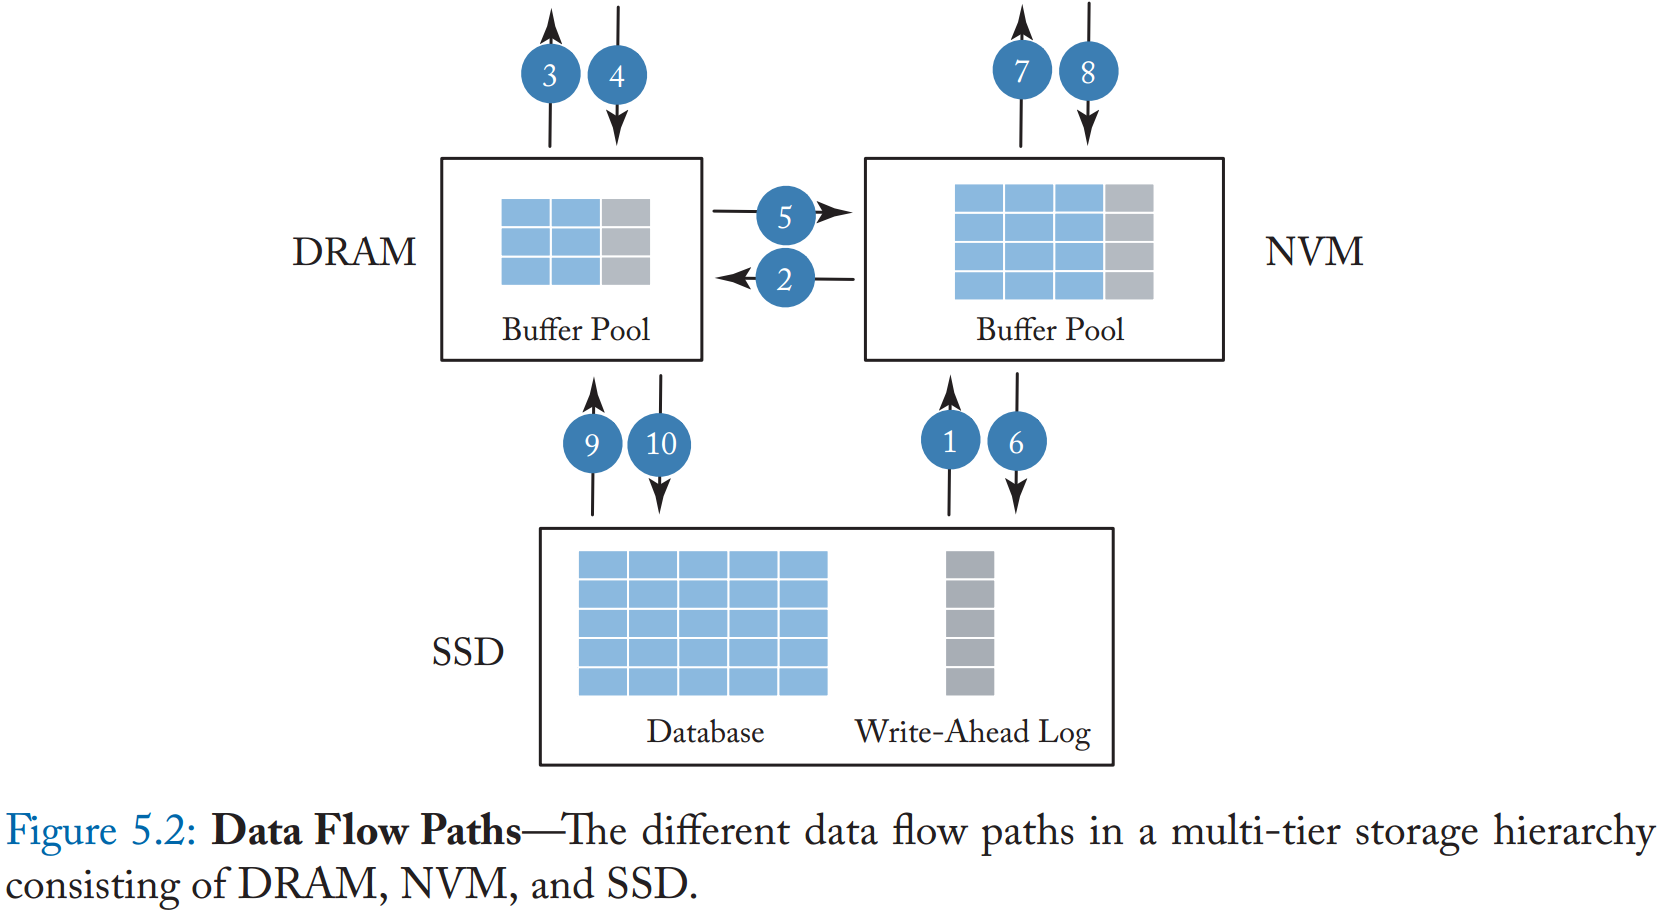 3 4 7 8
5
DRAM NVM
2
Buffer Pool Buffer Pool
9 10 1 6
SSD
Database Write-Ahead Log
Figure 5.2: Data Flow Paths—The different data flow paths in a multi-tier storage hierarchy
consisting of DRAM, NVM, and SSD.